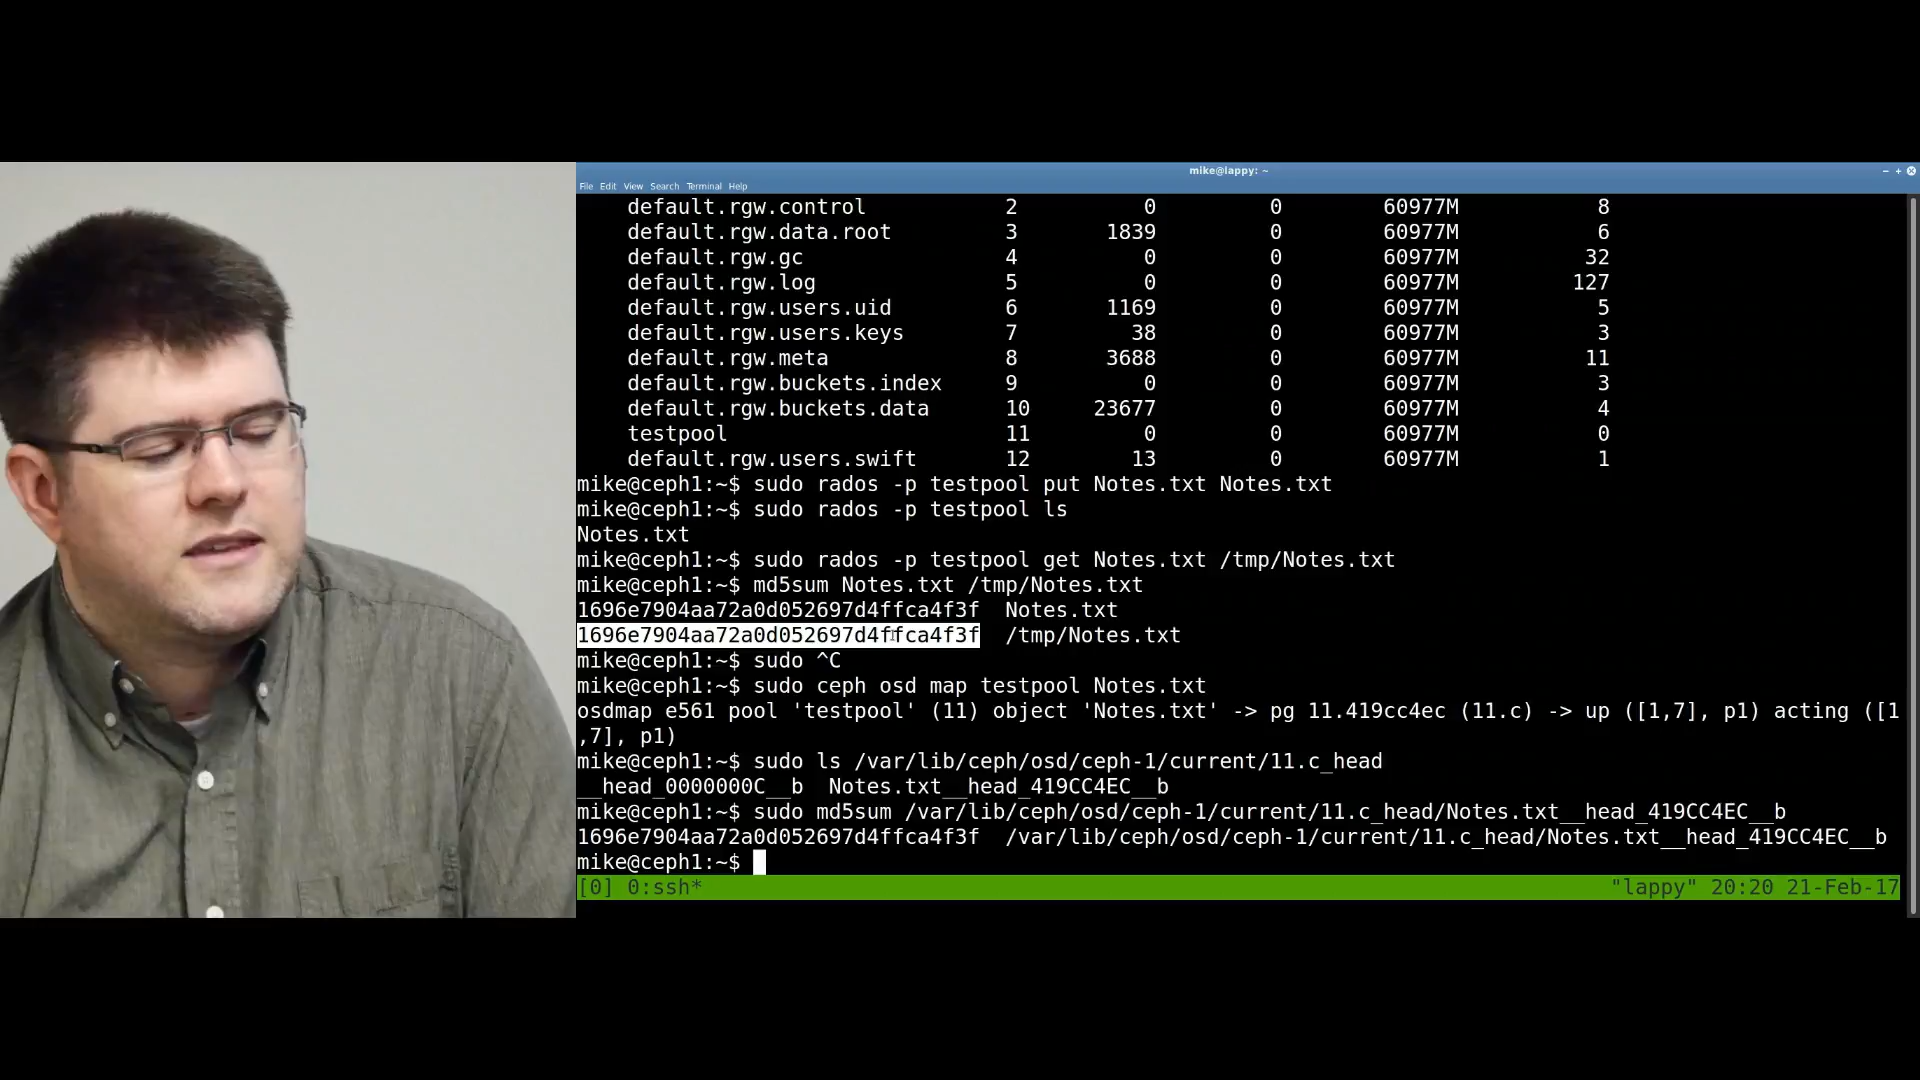 mike@lappy: ~
File Edit View Search Terminal Help
default.rgw.control 2 0 0 60977M 8
default.rgw.data.root 3 1839 0 60977M 6
default.rgw.gc 4 0 0 60977M 32
default.rgw.log 5 0 0 60977M 127
default.rgw.users.uid 6 1169 0 60977M 5
default.rgw.users.keys 7 38 0 60977M 3
default.rgw.meta 8 3688 0 60977M 11
default.rgw.buckets.index 9 0 0 60977M 3
default.rgw.buckets.data 10 23677 0 60977M 4
testpool 11 0 0 60977M 0
default.rgw.users.swift 12 13 0 60977M 1
mike@ceph1:~$ sudo rados -p testpool put Notes.txt Notes.txt
mike@ceph1:~$ sudo rados -p testpool ls
Notes.txt
mike@ceph1:~$ sudo rados -p testpool get Notes.txt /tmp/Notes.txt
mike@ceph1:~$ md5sum Notes.txt /tmp/Notes.txt
1696e7904aa72a0d052697d4ffca4f3f  Notes.txt
1696e7904aa72a0d052697d4ffca4f3f  /tmp/Notes.txt
mike@ceph1:~$ sudo ^C
mike@ceph1:~$ sudo ceph osd map testpool Notes.txt
osdmap e561 pool 'testpool' (11) object 'Notes.txt' -> pg 11.419cc4ec (11.c) -> up ([1,7], p1) acting ([1
,7], p1)
mike@ceph1:~$ sudo ls /var/lib/ceph/osd/ceph-1/current/11.c_head
__head_0000000C__b  Notes.txt__head_419CC4EC__b
mike@ceph1:~$ sudo md5sum /var/lib/ceph/osd/ceph-1/current/11.c_head/Notes.txt__head_419CC4EC__b
1696e7904aa72a0d052697d4ffca4f3f  /var/lib/ceph/osd/ceph-1/current/11.c_head/Notes.txt__head_419CC4EC__b
mike@ceph1:~$
[0] 0:ssh* "lappy" 20:20 21-Feb-17